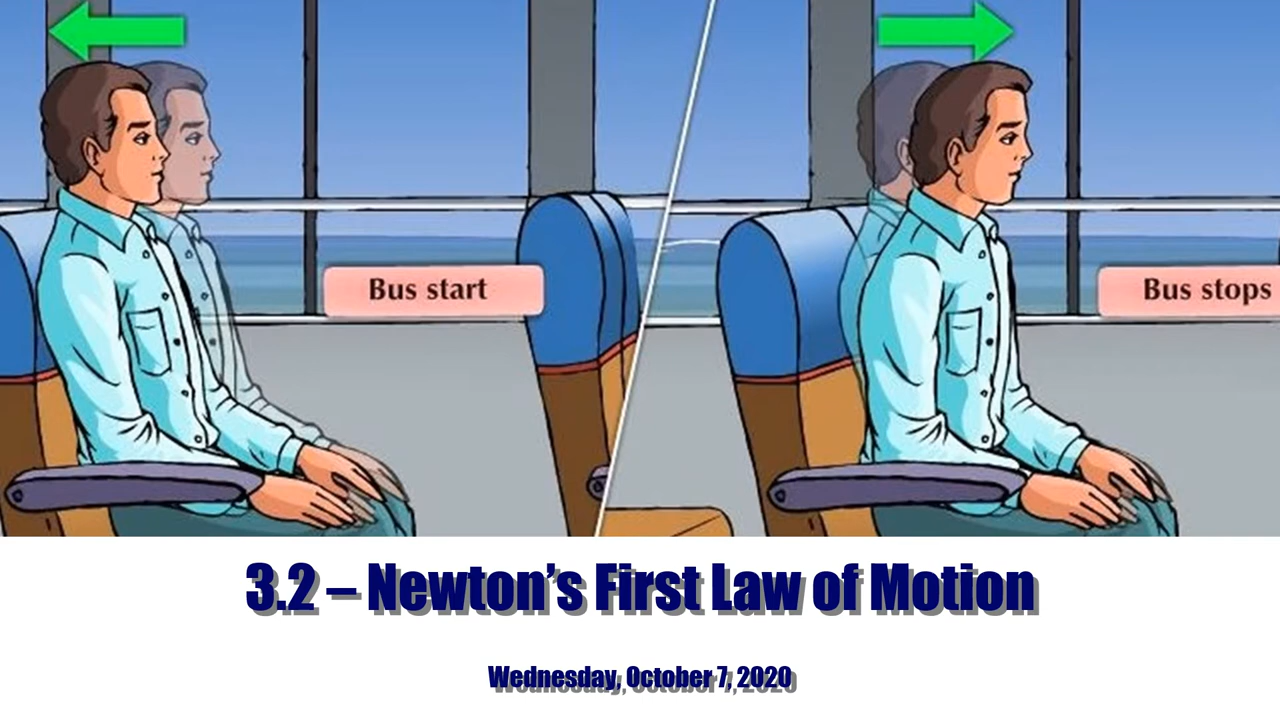 Bus start
Bus stops
3.2 – Newton’s First Law of Motion
Wednesday, October 7, 2020